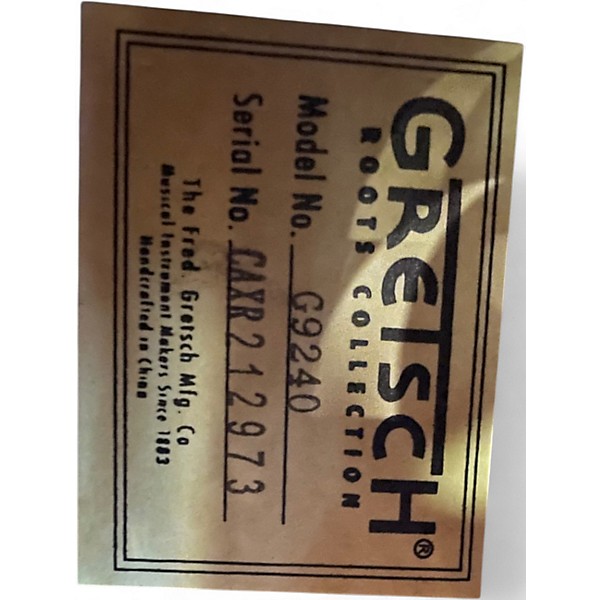 GRETSCH®
ROOTS COLLECTION
Model No. G9240
Serial No. CAXR212973
The Fred. Gretsch Mfg. Co
Musical Instrument Makers Since 1883
Handcrafted in China